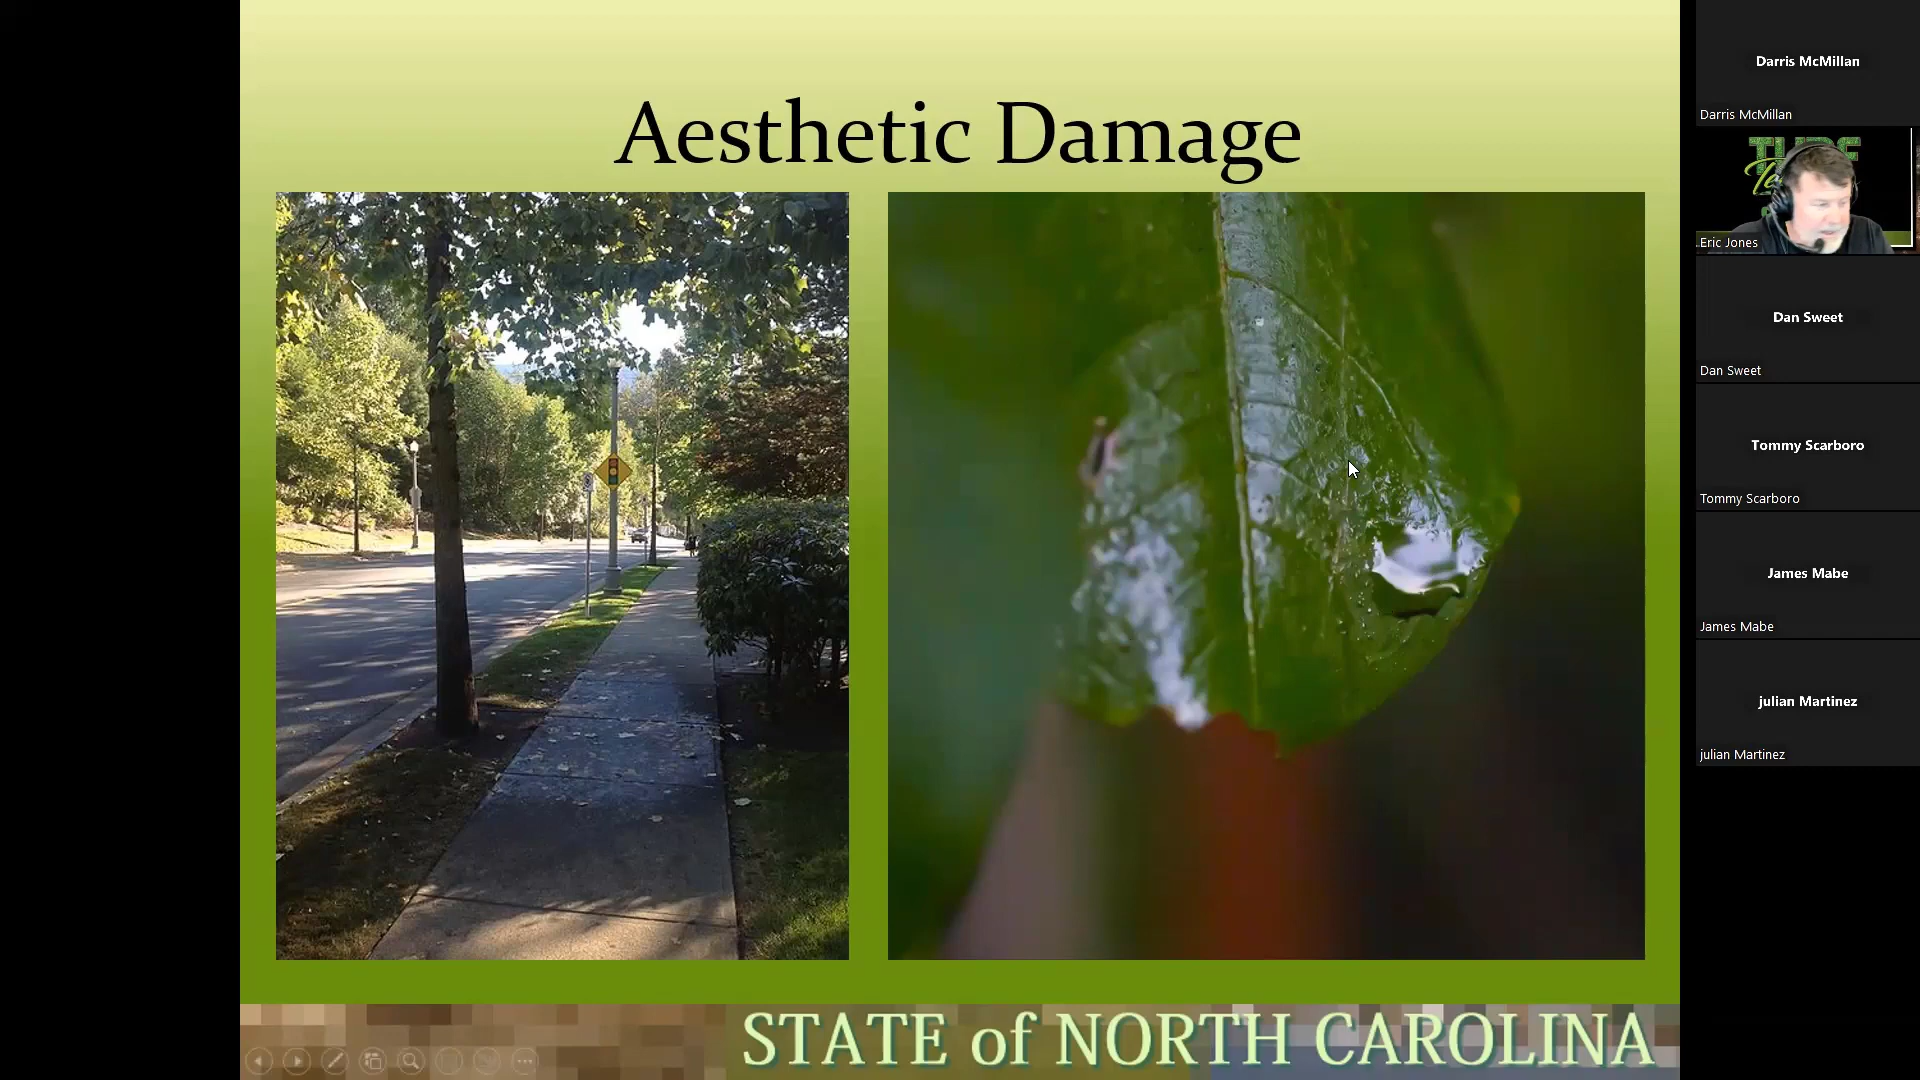 Aesthetic Damage
STATE of NORTH CAROLINA
Darris McMillan
Darris McMillan
Eric Jones
Dan Sweet
Dan Sweet
Tommy Scarboro
Tommy Scarboro
James Mabe
James Mabe
julian Martinez
julian Martinez